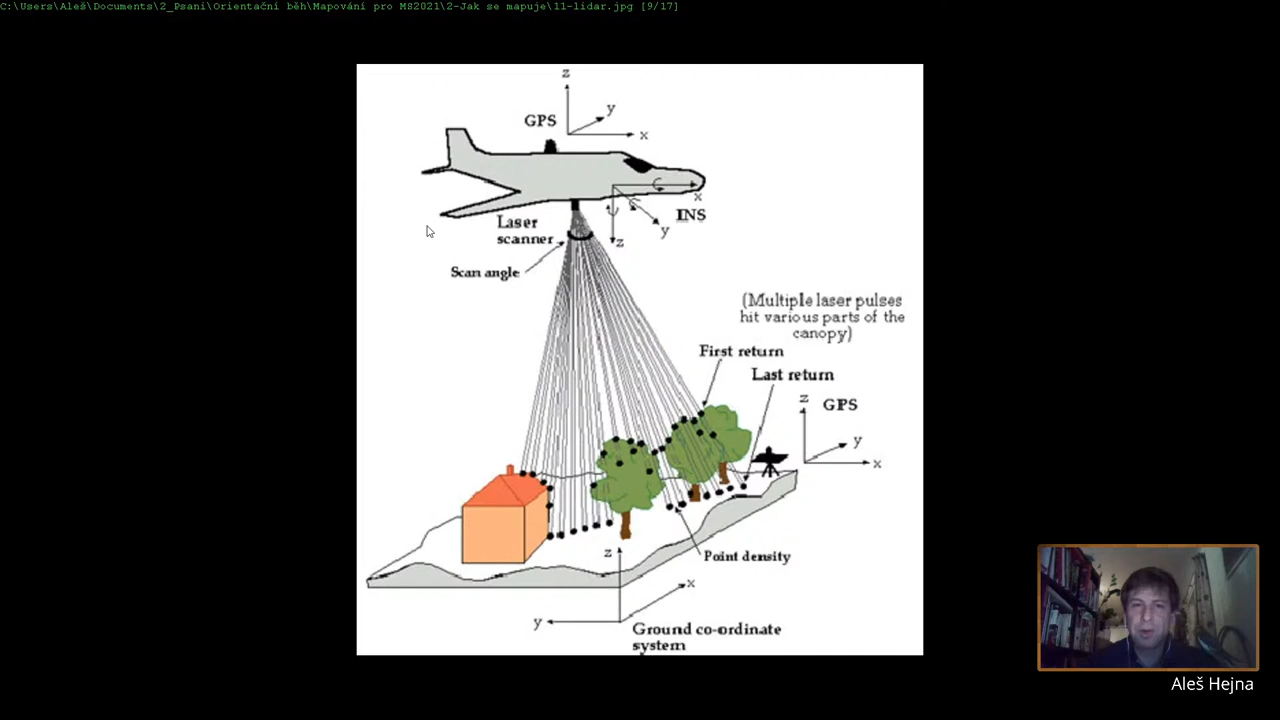 C:\Users\Aleš\Documents\2_Psani\Orientační běh\Mapování pro MS2021\2-Jak se mapuje\11-lidar.jpg [9/17]
z
y
GPS
x
x
INS
Laser
scanner
y
z
Scan angle
(Multiple laser pulses
hit various parts of the
canopy)
First return
Last return
z
GPS
y
x
z
Point density
x
y
Ground co-ordinate
system
Aleš Hejna